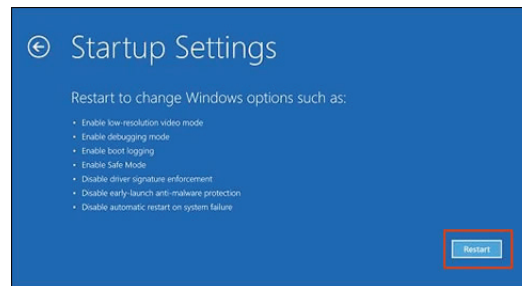 Startup Settings
Restart to change Windows options such as:
• Enable low-resolution video mode
• Enable debugging mode
• Enable boot logging
• Enable Safe Mode
• Disable driver signature enforcement
• Disable early-launch anti-malware protection
• Disable automatic restart on system failure
Restart